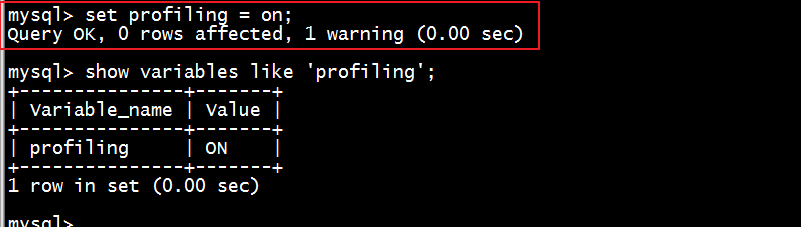 mysql> set profiling = on;
Query OK, 0 rows affected, 1 warning (0.00 sec)
mysql> show variables like 'profiling';
+---------------+-------+
| Variable_name | Value |
+---------------+-------+
| profiling     | ON    |
+---------------+-------+
1 row in set (0.00 sec)
mysql>